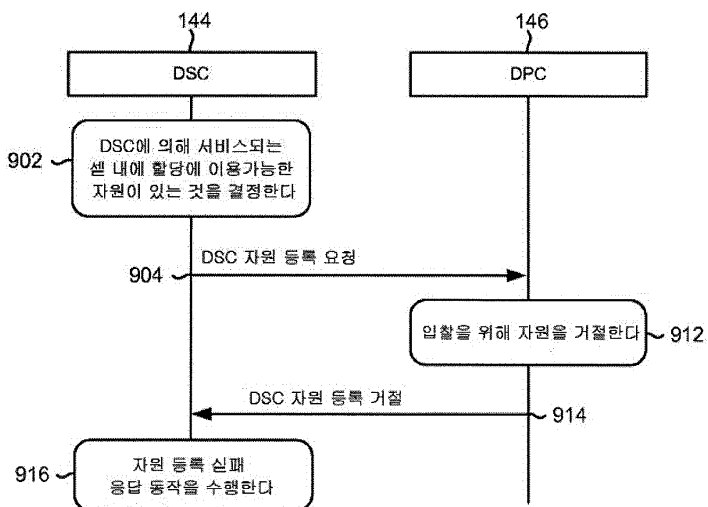 144
146
DSC
DPC
902
DSC에 의해 서비스되는
셀 내에 할당에 이용가능한
자원이 있는 것을 결정한다
DSC 자원 등록 요청
904
입찰을 위해 자원을 거절한다
912
DSC 자원 등록 거절
914
916
자원 등록 실패
응답 동작을 수행한다